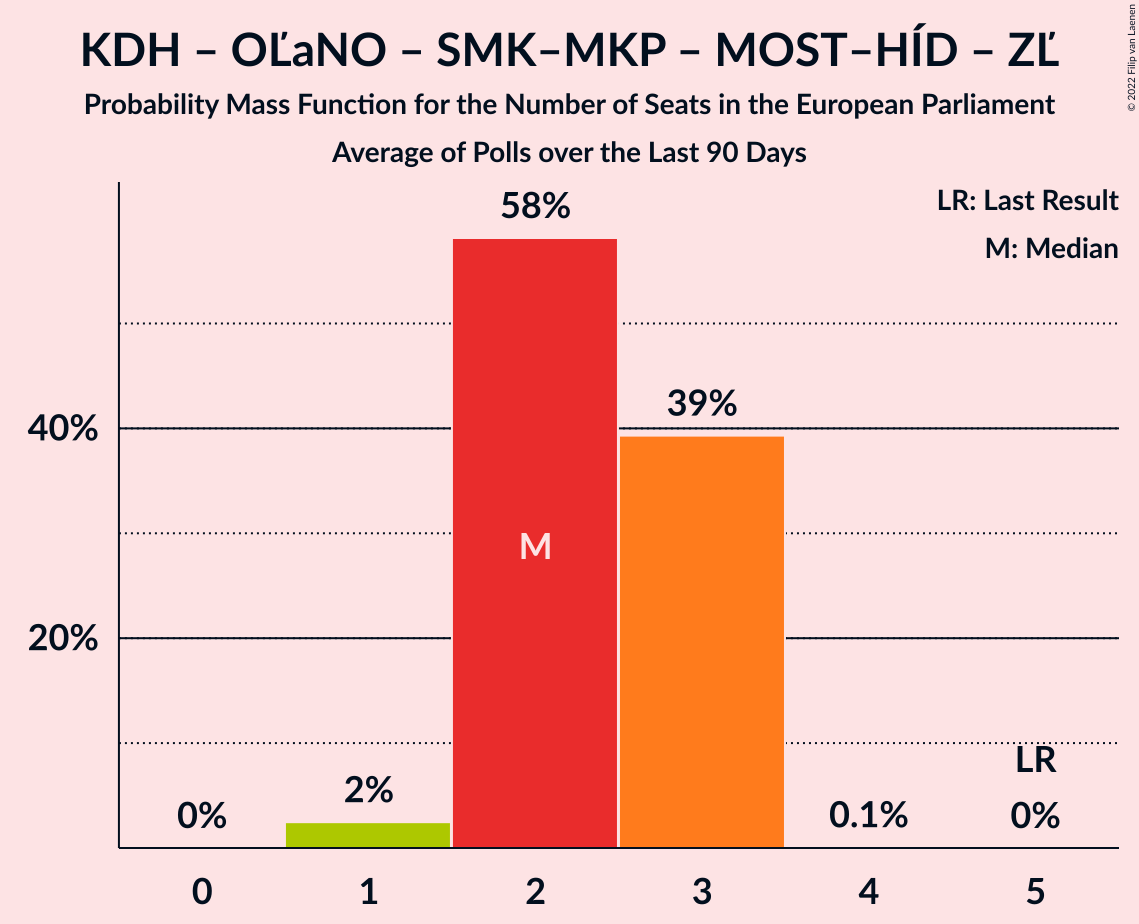 KDH – OĽaNO – SMK–MKP – MOST–HÍD – ZĽ
Probability Mass Function for the Number of Seats in the European Parliament
Average of Polls over the Last 90 Days
© 2022 Filip van Laenen
LR: Last Result
M: Median
58%
39%
40%
M
20%
LR
2%
0%
0.1%
0%
0 1 2 3 4 5